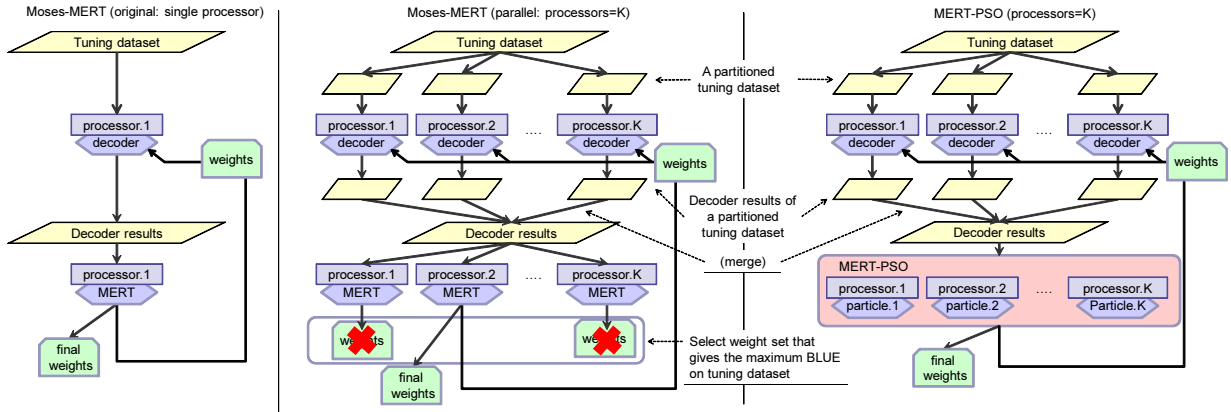 Moses-MERT (original: single processor)
Tuning dataset
processor.1
decoder
weights
Decoder results
processor.1
MERT
final
weights
Moses-MERT (parallel: processors=K)
Tuning dataset
processor.1
decoder
processor.2
decoder
....
processor.K
decoder
weights
Decoder results
processor.1
MERT
processor.2
MERT
....
processor.K
MERT
weights
weights
final
weights
A partitioned
tuning dataset
Decoder results of
a partitioned
tuning dataset
(merge)
Select weight set that
gives the maximum BLUE
on tuning dataset
MERT-PSO (processors=K)
Tuning dataset
processor.1
decoder
processor.2
decoder
....
processor.K
decoder
weights
Decoder results
MERT-PSO
processor.1
particle.1
processor.2
particle.2
....
processor.K
Particle.K
final
weights